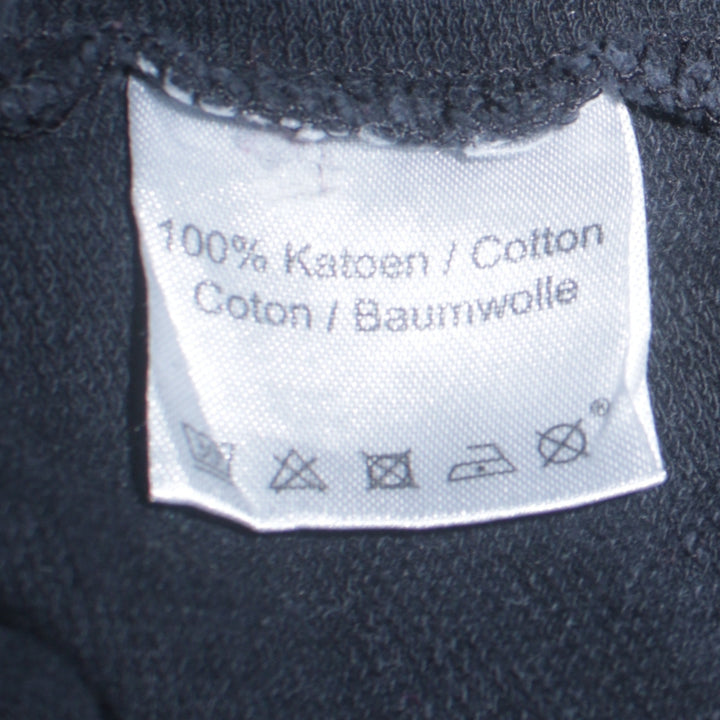 100% Katoen / Cotton
Coton / Baumwolle
®